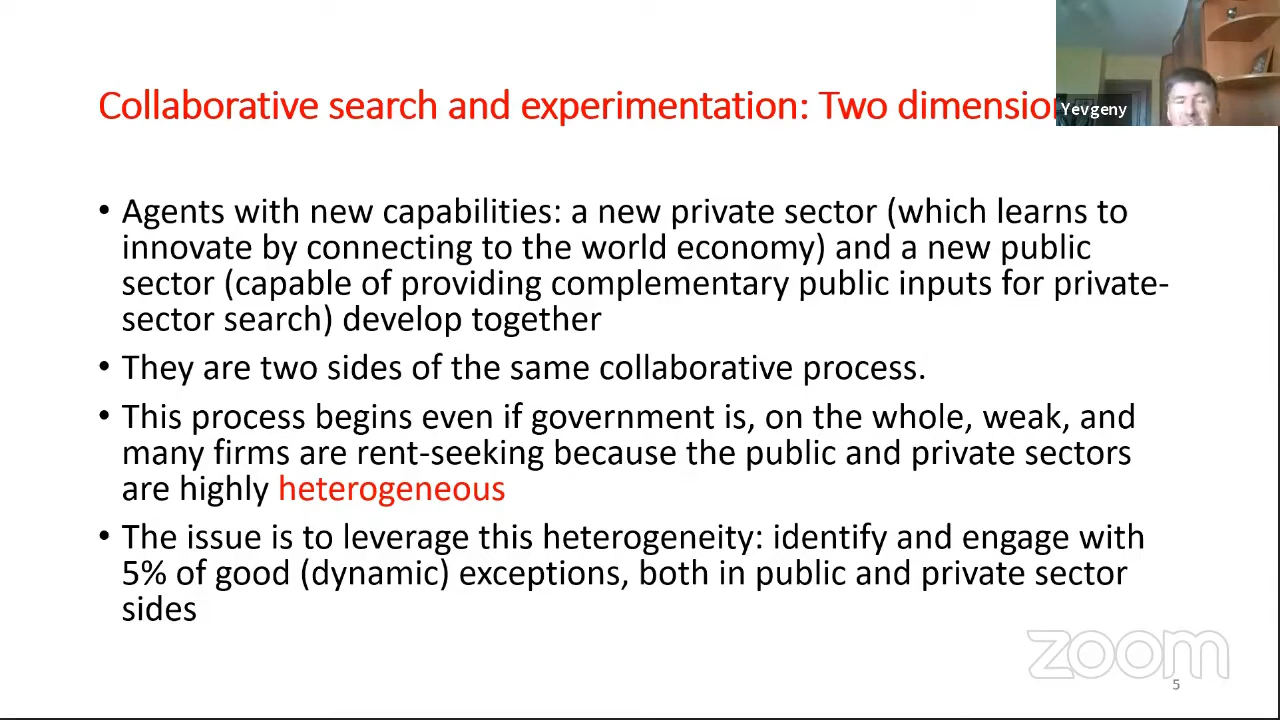 Collaborative search and experimentation: Two dimension
Yevgeny
• Agents with new capabilities: a new private sector (which learns to
innovate by connecting to the world economy) and a new public
sector (capable of providing complementary public inputs for private-
sector search) develop together
• They are two sides of the same collaborative process.
• This process begins even if government is, on the whole, weak, and
many firms are rent-seeking because the public and private sectors
are highly heterogeneous
• The issue is to leverage this heterogeneity: identify and engage with
5% of good (dynamic) exceptions, both in public and private sector
sides
zoom
5